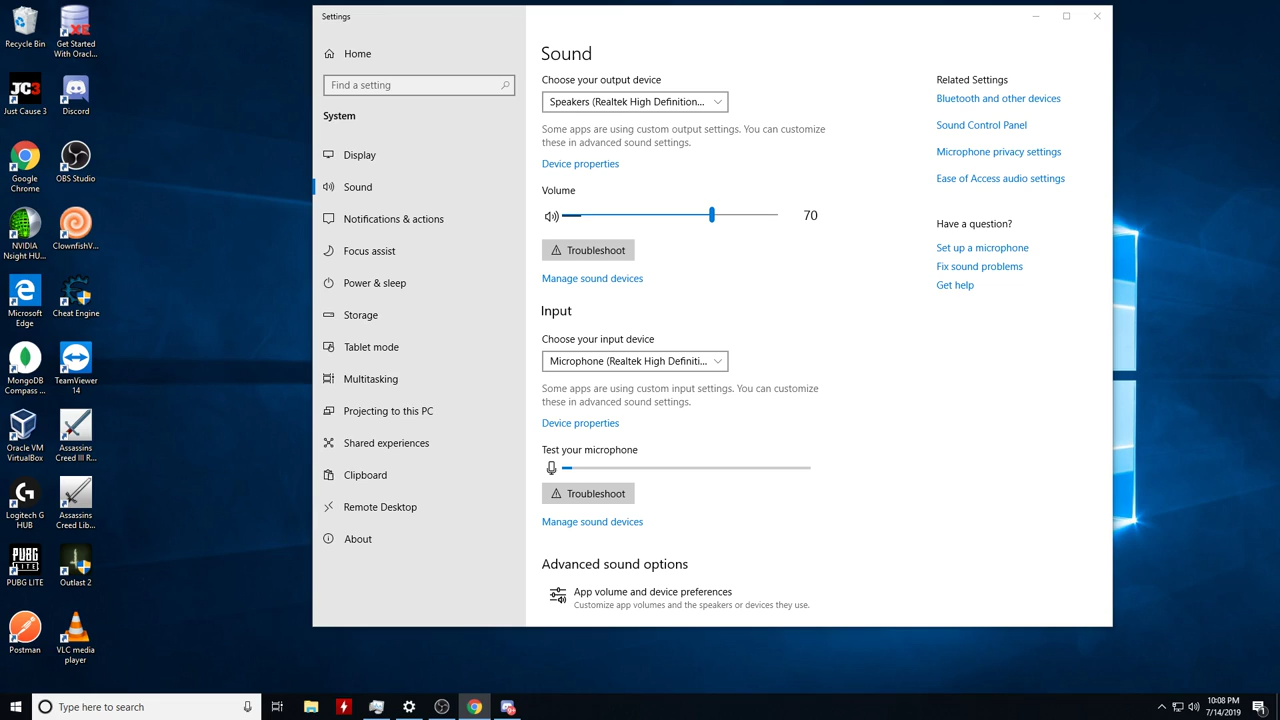 Recycle Bin
Get Started
With Oracl...
JC3
Just Cause 3
Discord
Google
Chrome
OBS Studio
NVIDIA
Nsight HU...
ClownfishV...
Microsoft
Edge
Cheat Engine
MongoDB
Compass ...
TeamViewer
14
Oracle VM
VirtualBox
Assassins
Creed III R...
Logitech G
HUB
Assassins
Creed Lib...
PUBG
LITE
PUBG LITE
Outlast 2
Postman
VLC media
player
Settings
Home
Find a setting
System
Display
Sound
Notifications & actions
Focus assist
Power & sleep
Storage
Tablet mode
Multitasking
Projecting to this PC
Shared experiences
Clipboard
Remote Desktop
About
Sound
Choose your output device
Speakers (Realtek High Definition...
Some apps are using custom output settings. You can customize
these in advanced sound settings.
Device properties
Volume
70
Troubleshoot
Manage sound devices
Input
Choose your input device
Microphone (Realtek High Definiti...
Some apps are using custom input settings. You can customize
these in advanced sound settings.
Device properties
Test your microphone
Troubleshoot
Manage sound devices
Advanced sound options
App volume and device preferences
Customize app volumes and the speakers or devices they use.
Related Settings
Bluetooth and other devices
Sound Control Panel
Microphone privacy settings
Ease of Access audio settings
Have a question?
Set up a microphone
Fix sound problems
Get help
Type here to search
10:08 PM
7/14/2019